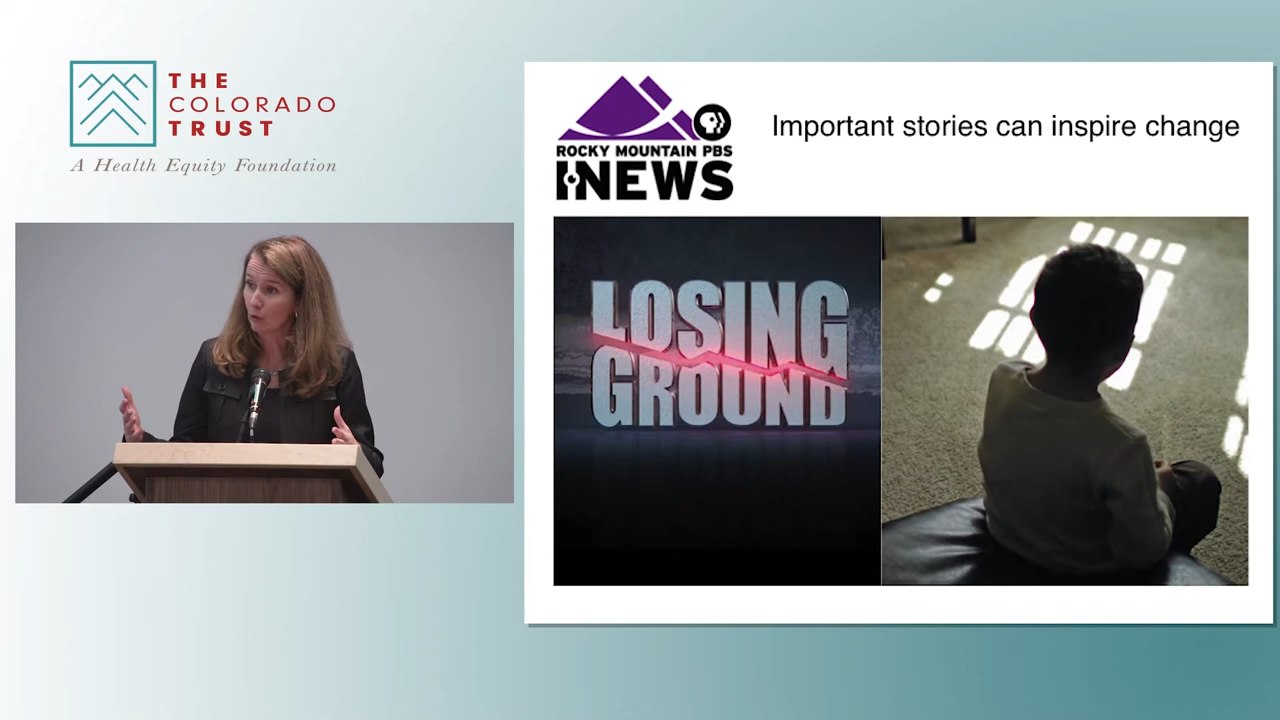 THE
COLORADO
TRUST
A Health Equity Foundation
ROCKY MOUNTAIN PBS
I-NEWS
Important stories can inspire change
LOSING
GROUND